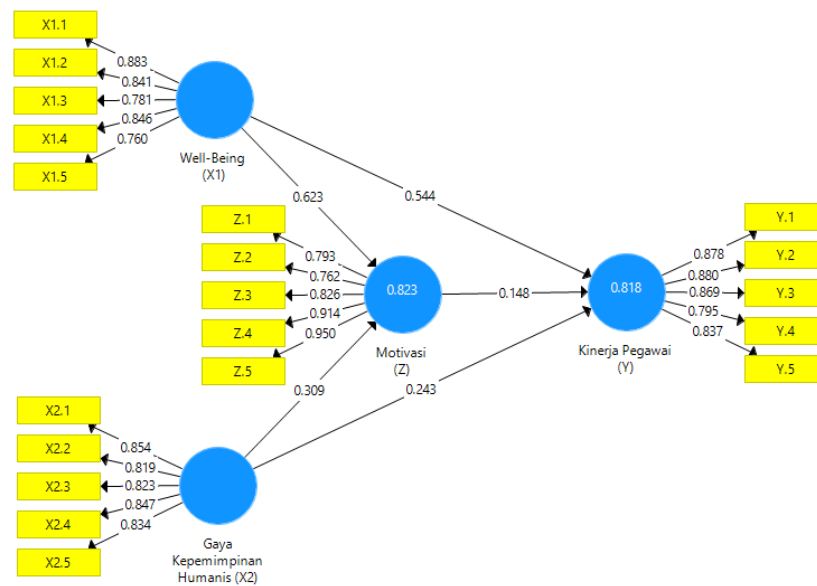 X1.1
X1.2
X1.3
X1.4
X1.5
0.883
0.841
0.781
0.846
0.760
Well-Being
(X1)
0.623
0.544
Z.1
Z.2
Z.3
Z.4
Z.5
0.793
0.762
0.826
0.914
0.950
0.823
Motivasi
(Z)
0.148
0.818
Kinerja Pegawai
(Y)
0.878
0.880
0.869
0.795
0.837
Y.1
Y.2
Y.3
Y.4
Y.5
0.309
0.243
X2.1
X2.2
X2.3
X2.4
X2.5
0.854
0.819
0.823
0.847
0.834
Gaya
Kepemimpinan
Humanis (X2)